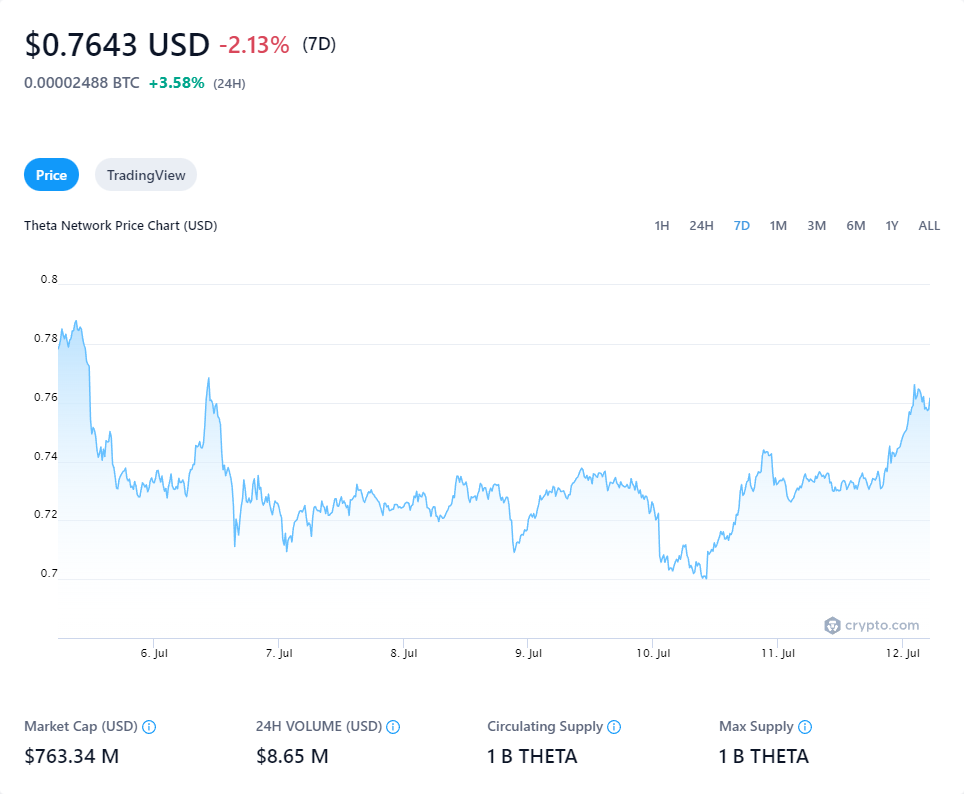 $0.7643 USD -2.13% (7D)
0.00002488 BTC +3.58% (24H)
Price TradingView
Theta Network Price Chart (USD) 1H 24H 7D 1M 3M 6M 1Y ALL
0.8
0.78
0.76
0.74
0.72
0.7
crypto.com
6. Jul 7. Jul 8. Jul 9. Jul 10. Jul 11. Jul 12. Jul
Market Cap (USD) 24H VOLUME (USD) Circulating Supply Max Supply
$763.34 M $8.65 M 1 B THETA 1 B THETA